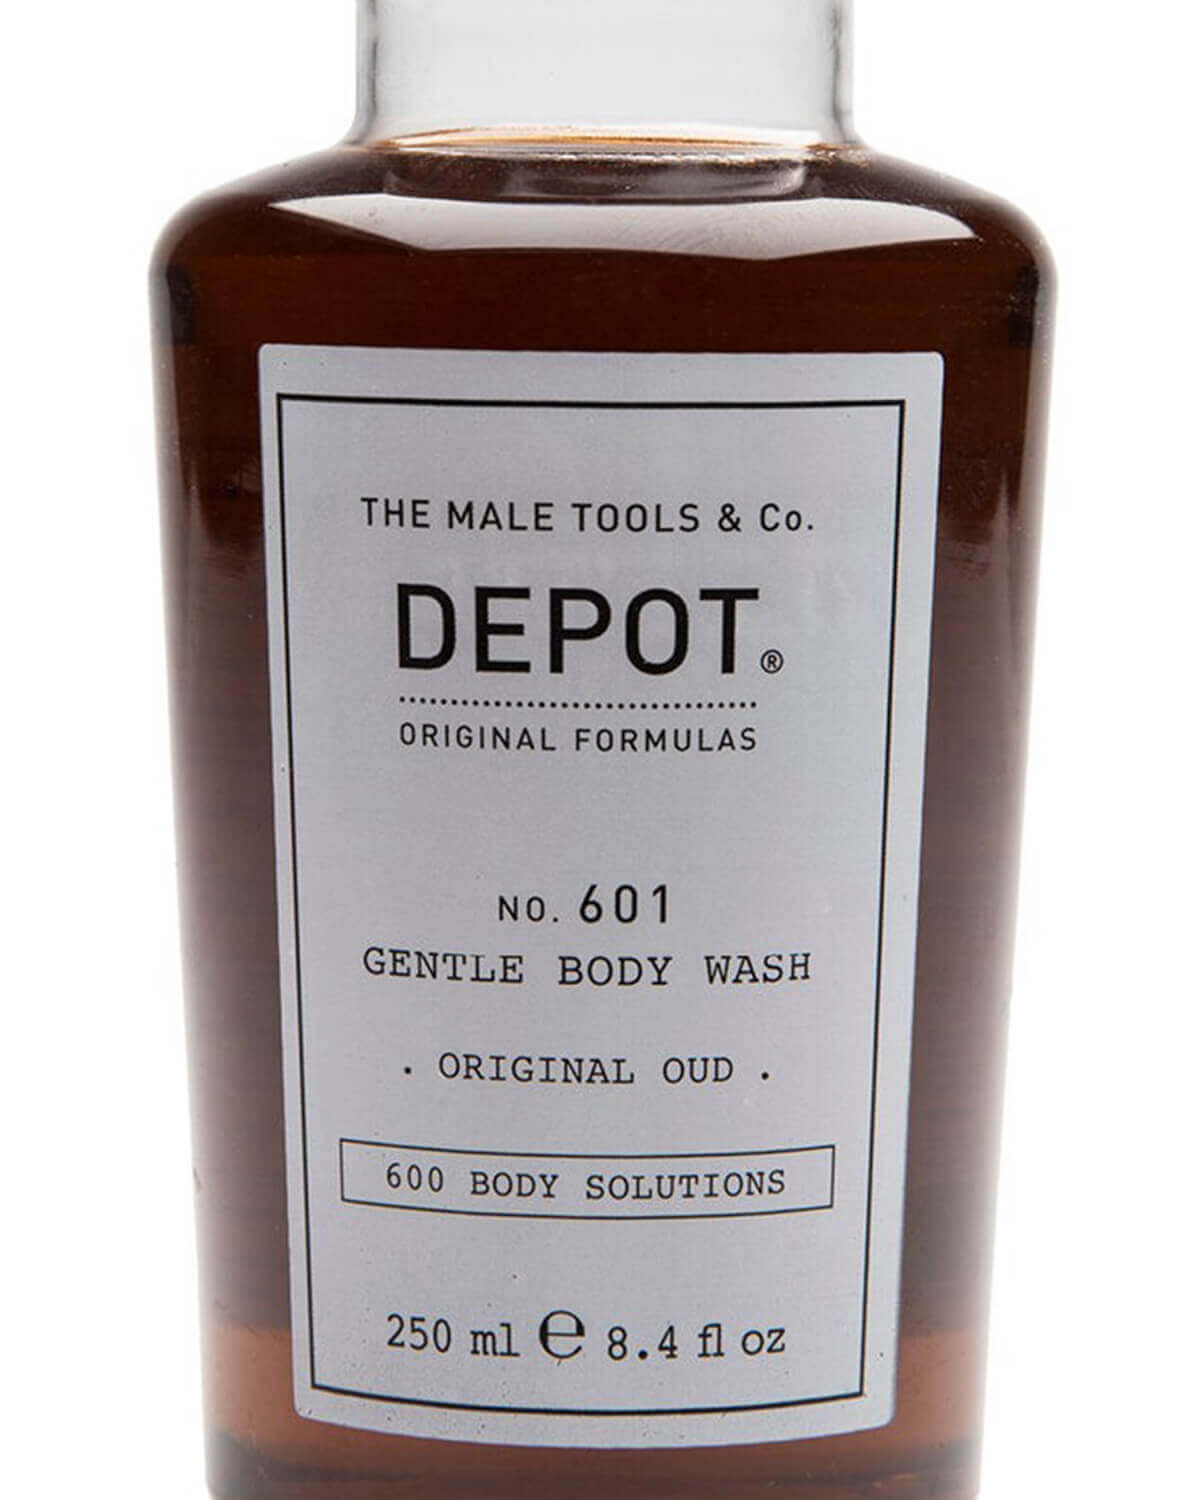 THE MALE TOOLS & Co.
DEPOT®
ORIGINAL FORMULAS
NO. 601
GENTLE BODY WASH
. ORIGINAL OUD .
600 BODY SOLUTIONS
250 ml ℮ 8.4 fl oz